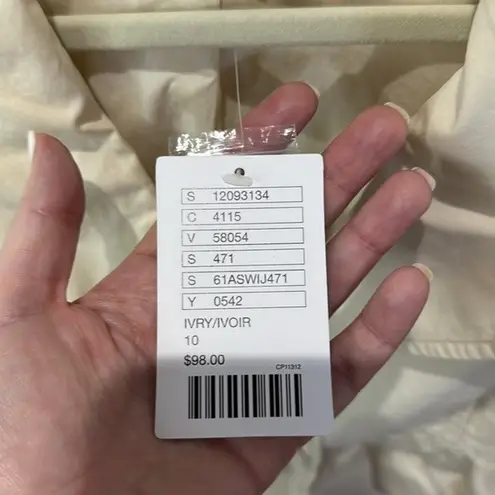 S 12093134
C 4115
V 58054
S 471
S 61ASWIJ471
Y 0542
IVRY/IVOIR
10
$98.00
CP11312